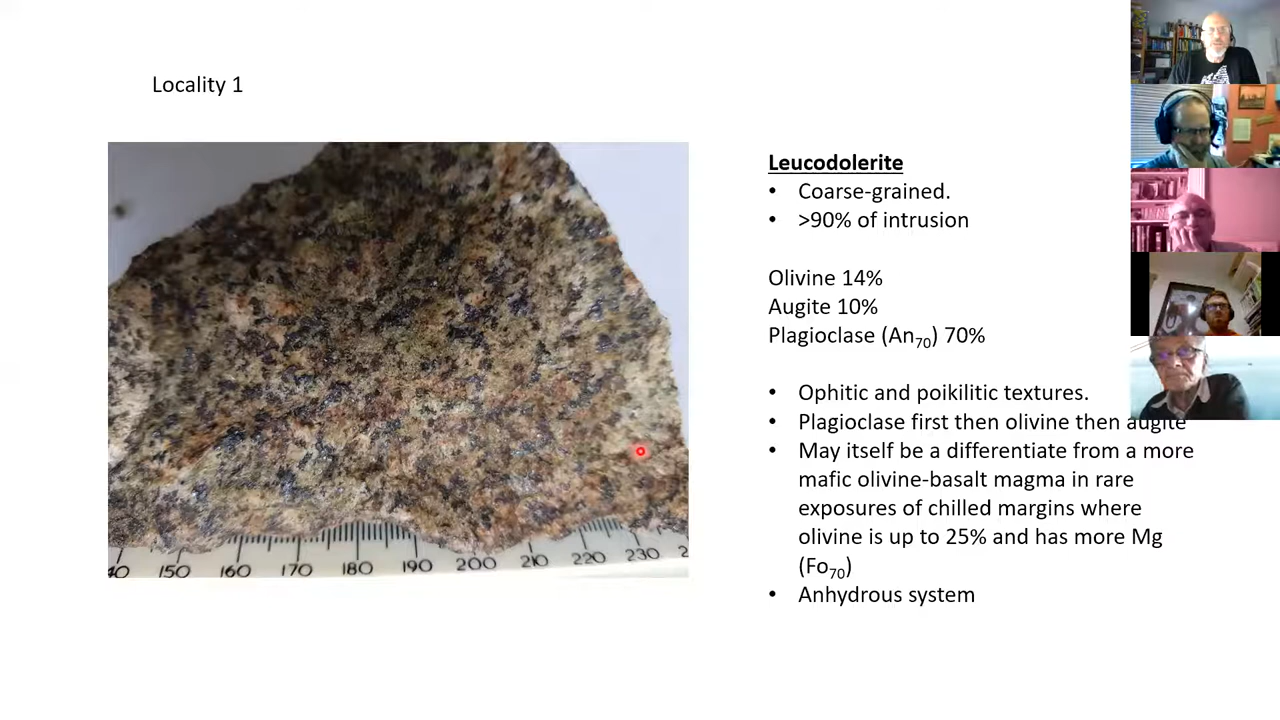 Locality 1
Leucodolerite
• Coarse-grained.
• >90% of intrusion
Olivine 14%
Augite 10%
Plagioclase (An70) 70%
• Ophitic and poikilitic textures.
• Plagioclase first then olivine then augite
• May itself be a differentiate from a more
mafic olivine-basalt magma in rare
exposures of chilled margins where
olivine is up to 25% and has more Mg
(Fo70)
• Anhydrous system
40 150 160 170 180 190 200 210 220 230 2